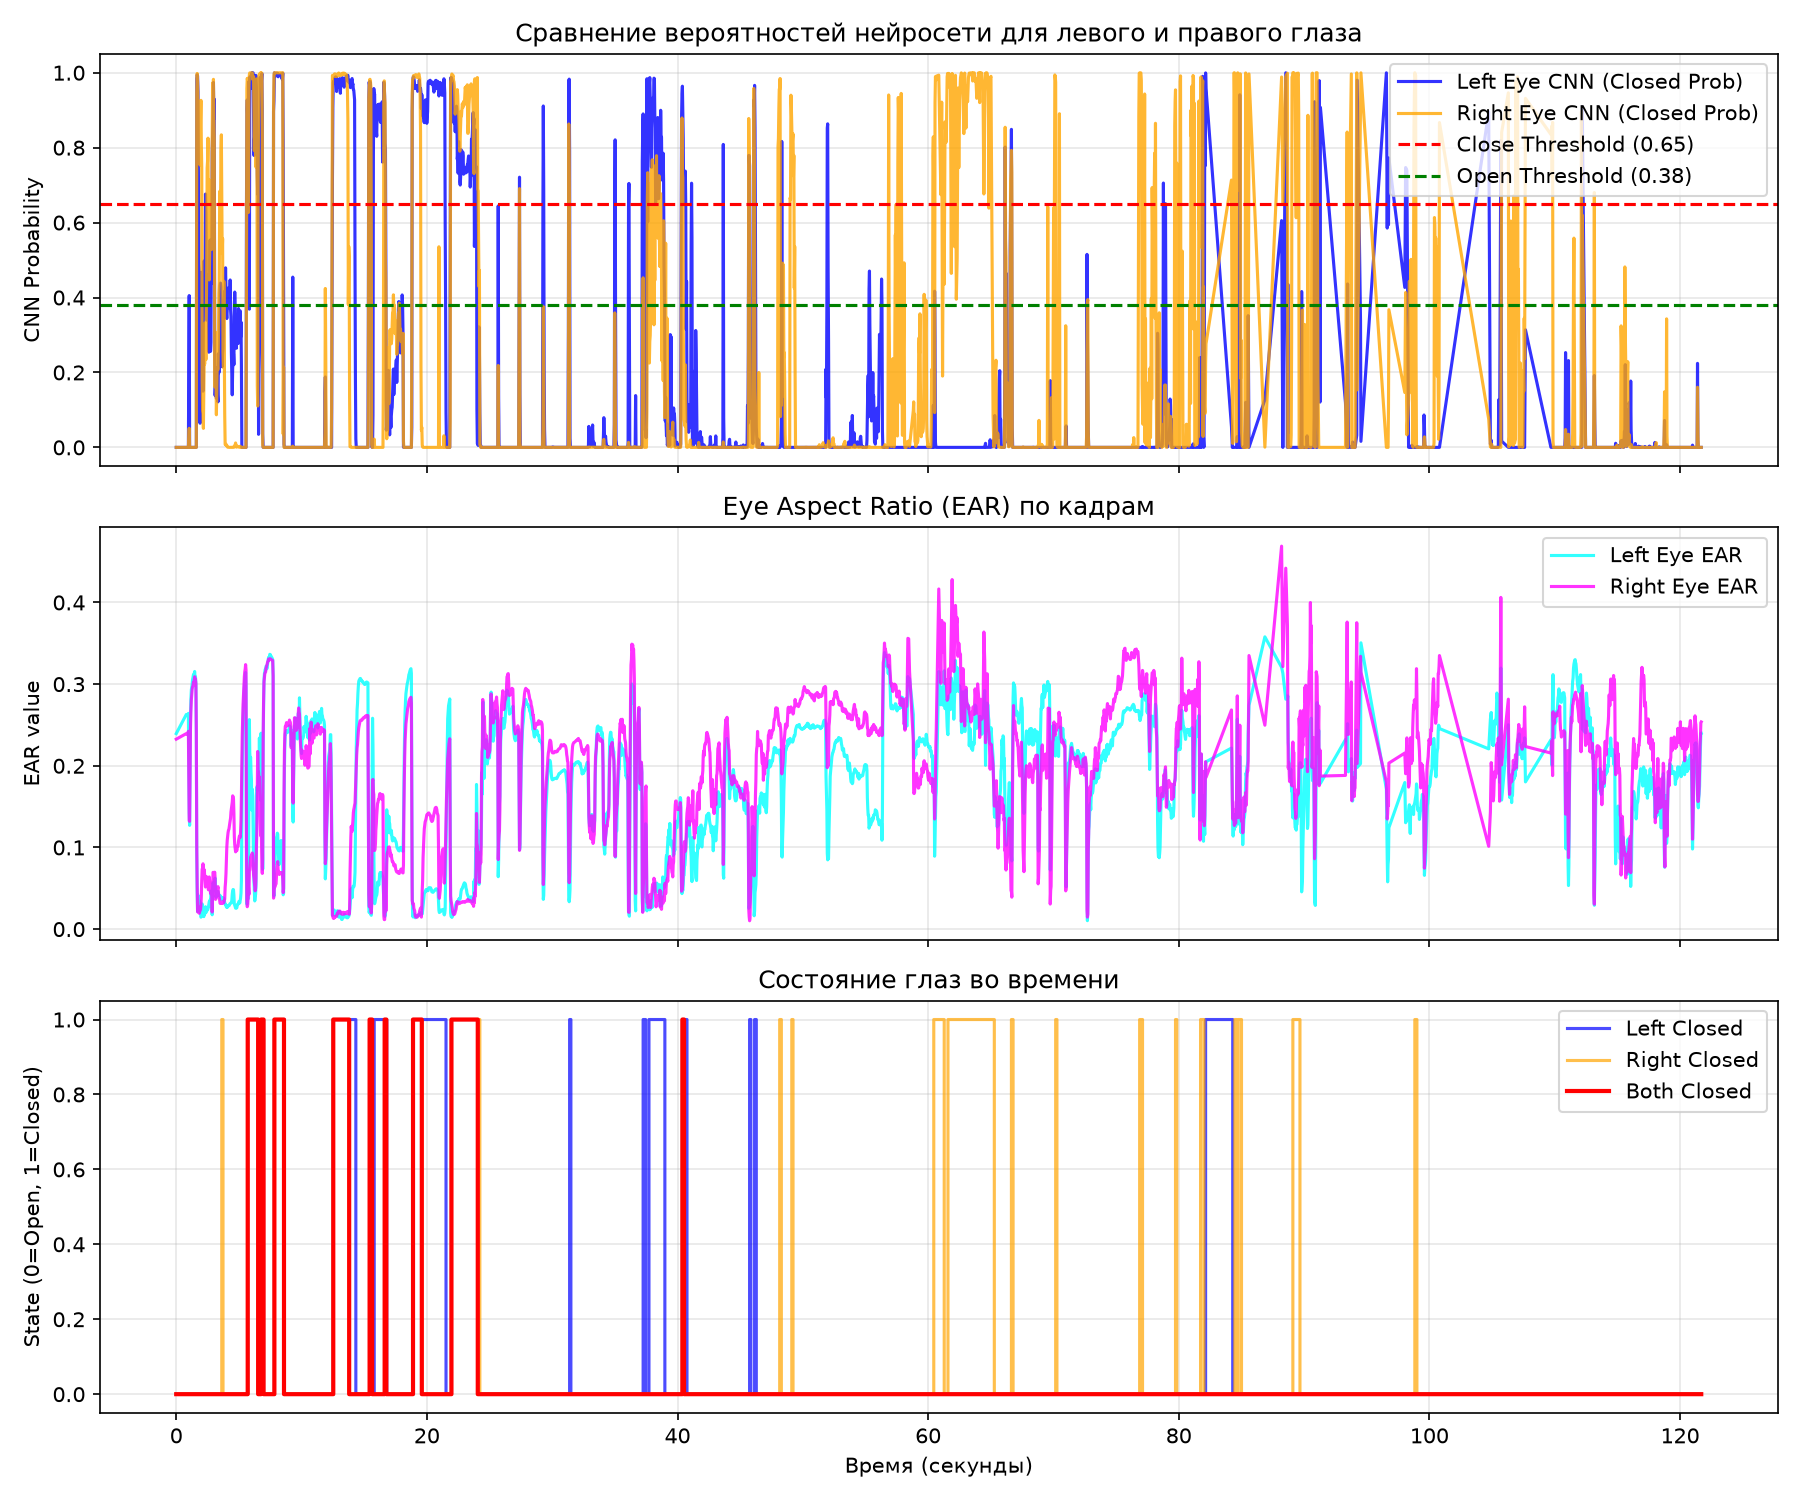 Сравнение вероятностей нейросети для левого и правого глаза
CNN Probability
1.0
0.8
0.6
0.4
0.2
0.0
Left Eye CNN (Closed Prob)
Right Eye CNN (Closed Prob)
Close Threshold (0.65)
Open Threshold (0.38)
Eye Aspect Ratio (EAR) по кадрам
EAR value
0.4
0.3
0.2
0.1
0.0
Left Eye EAR
Right Eye EAR
Состояние глаз во времени
State (0=Open, 1=Closed)
1.0
0.8
0.6
0.4
0.2
0.0
Left Closed
Right Closed
Both Closed
0 20 40 60 80 100 120
Время (секунды)